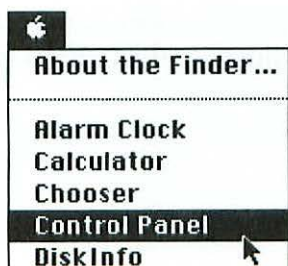 About the Finder...
Alarm Clock
Calculator
Chooser
Control Panel
DiskInfo